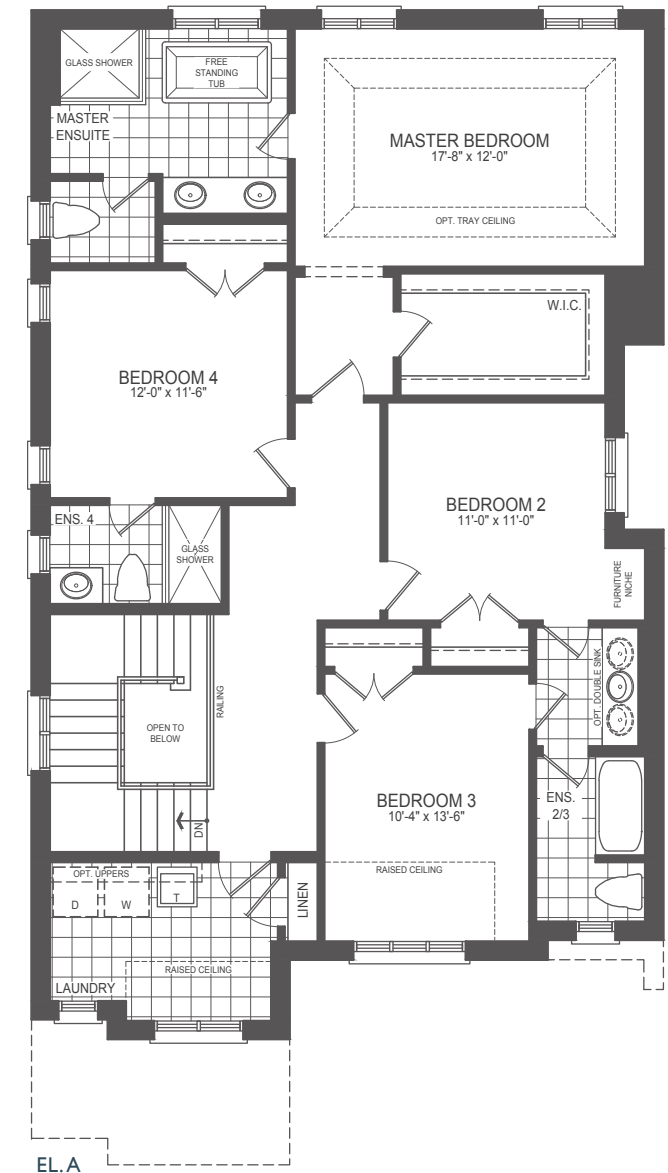 GLASS SHOWER
FREE
STANDING
TUB
MASTER
ENSUITE
MASTER BEDROOM
17'-8" x 12'-0"
OPT. TRAY CEILING
W.I.C.
BEDROOM 4
12'-0" x 11'-6"
BEDROOM 2
11'-0" x 11'-0"
ENS. 4
GLASS
SHOWER
FURNITURE
NICHE
OPT. DOUBLE SINK
RAILING
OPEN TO
BELOW
DN
BEDROOM 3
10'-4" x 13'-6"
ENS.
2/3
RAISED CEILING
OPT. UPPERS
D
W
T
LINEN
RAISED CEILING
LAUNDRY
EL. A